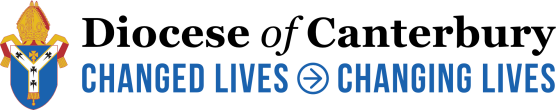 Diocese of Canterbury
CHANGED LIVES → CHANGING LIVES